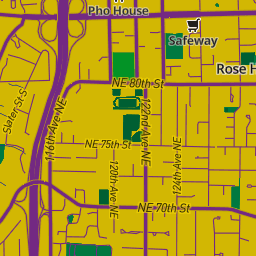 Pho House
Safeway
Rose H
NE 80th St
Slater St S
116th Ave NE
122nd Ave NE
NE 75th St
120th Ave NE
124th Ave NE
NE 70th St